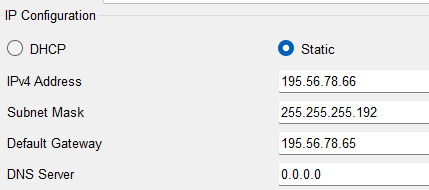 IP Configuration
DHCP Static
IPv4 Address 195.56.78.66
Subnet Mask 255.255.255.192
Default Gateway 195.56.78.65
DNS Server 0.0.0.0